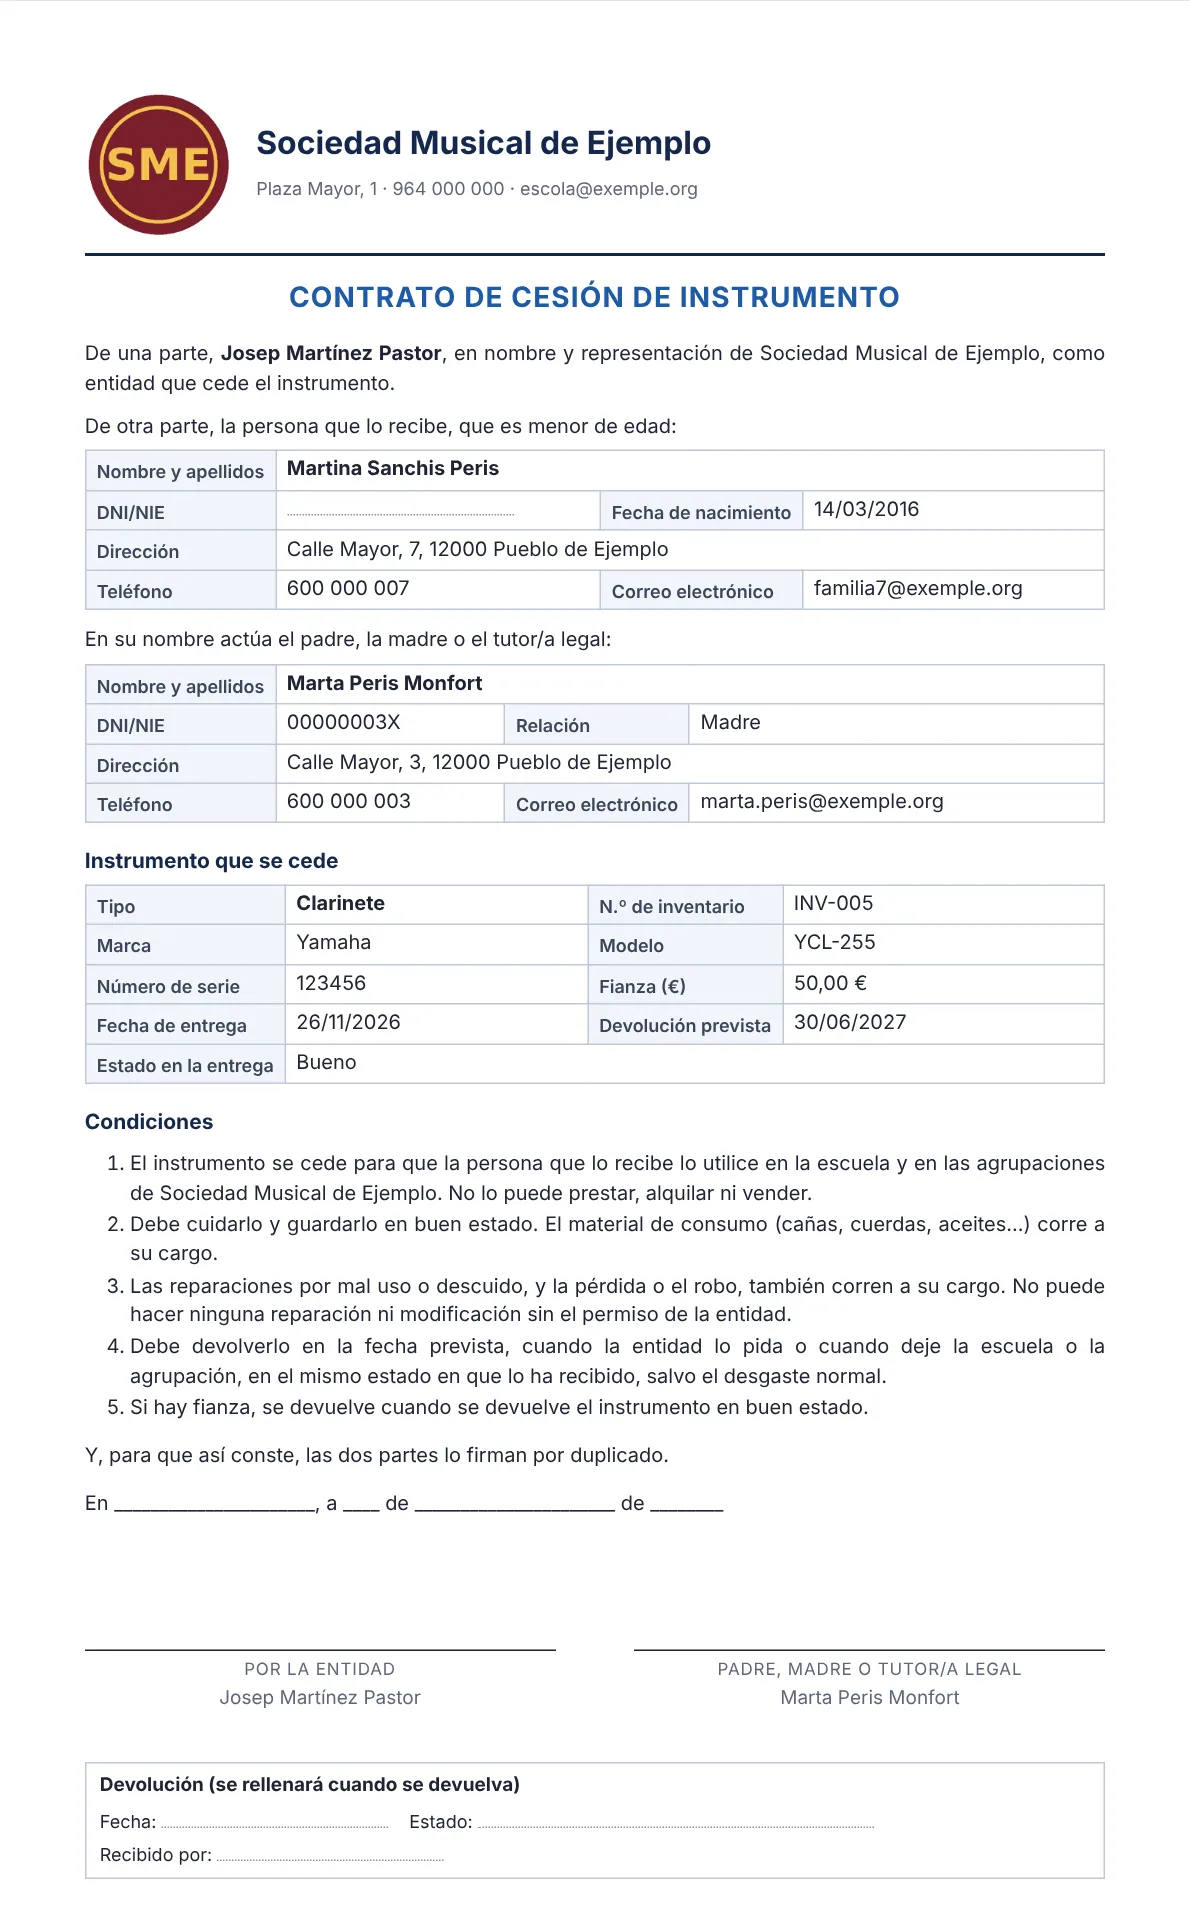 SME
Sociedad Musical de Ejemplo
Plaza Mayor, 1 · 964 000 000 · escola@exemple.org
CONTRATO DE CESIÓN DE INSTRUMENTO
De una parte, Josep Martínez Pastor, en nombre y representación de Sociedad Musical de Ejemplo, como
entidad que cede el instrumento.
De otra parte, la persona que lo recibe, que es menor de edad:
Nombre y apellidos Martina Sanchis Peris
DNI/NIE Fecha de nacimiento 14/03/2016
Dirección Calle Mayor, 7, 12000 Pueblo de Ejemplo
Teléfono 600 000 007 Correo electrónico familia7@exemple.org
En su nombre actúa el padre, la madre o el tutor/a legal:
Nombre y apellidos Marta Peris Monfort
DNI/NIE 00000003X Relación Madre
Dirección Calle Mayor, 3, 12000 Pueblo de Ejemplo
Teléfono 600 000 003 Correo electrónico marta.peris@exemple.org
Instrumento que se cede
Tipo Clarinete N.º de inventario INV-005
Marca Yamaha Modelo YCL-255
Número de serie 123456 Fianza (€) 50,00 €
Fecha de entrega 26/11/2026 Devolución prevista 30/06/2027
Estado en la entrega Bueno
Condiciones
1. El instrumento se cede para que la persona que lo recibe lo utilice en la escuela y en las agrupaciones
de Sociedad Musical de Ejemplo. No lo puede prestar, alquilar ni vender.
2. Debe cuidarlo y guardarlo en buen estado. El material de consumo (cañas, cuerdas, aceites...) corre a
su cargo.
3. Las reparaciones por mal uso o descuido, y la pérdida o el robo, también corren a su cargo. No puede
hacer ninguna reparación ni modificación sin el permiso de la entidad.
4. Debe devolverlo en la fecha prevista, cuando la entidad lo pida o cuando deje la escuela o la
agrupación, en el mismo estado en que lo ha recibido, salvo el desgaste normal.
5. Si hay fianza, se devuelve cuando se devuelve el instrumento en buen estado.
Y, para que así conste, las dos partes lo firman por duplicado.
En ______________________, a ____ de ______________________ de ________
POR LA ENTIDAD
Josep Martínez Pastor
PADRE, MADRE O TUTOR/A LEGAL
Marta Peris Monfort
Devolución (se rellenará cuando se devuelva)
Fecha: Estado:
Recibido por: